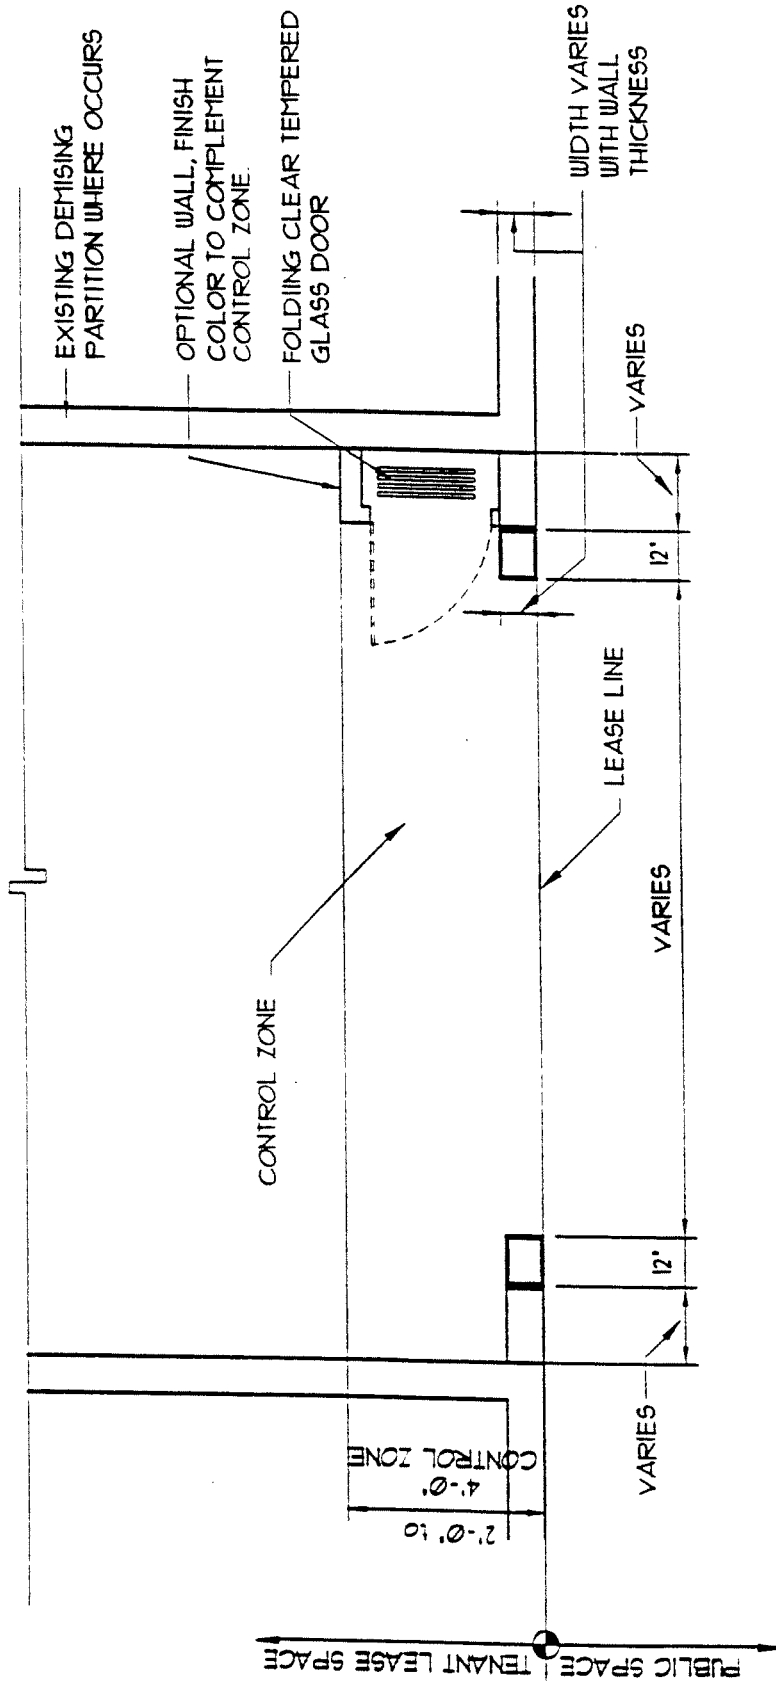 EXISTING DEMISING
PARTITION WHERE OCCURS
OPTIONAL WALL, FINISH
COLOR TO COMPLEMENT
CONTROL ZONE.
FOLDIING CLEAR TEMPERED
GLASS DOOR
WIDTH VARIES
WITH WALL
THICKNESS
VARIES
12"
LEASE LINE
VARIES
CONTROL ZONE
12"
VARIES
2'-0" to
4'-0"
CONTROL ZONE
PUBLIC SPACE
TENANT LEASE SPACE